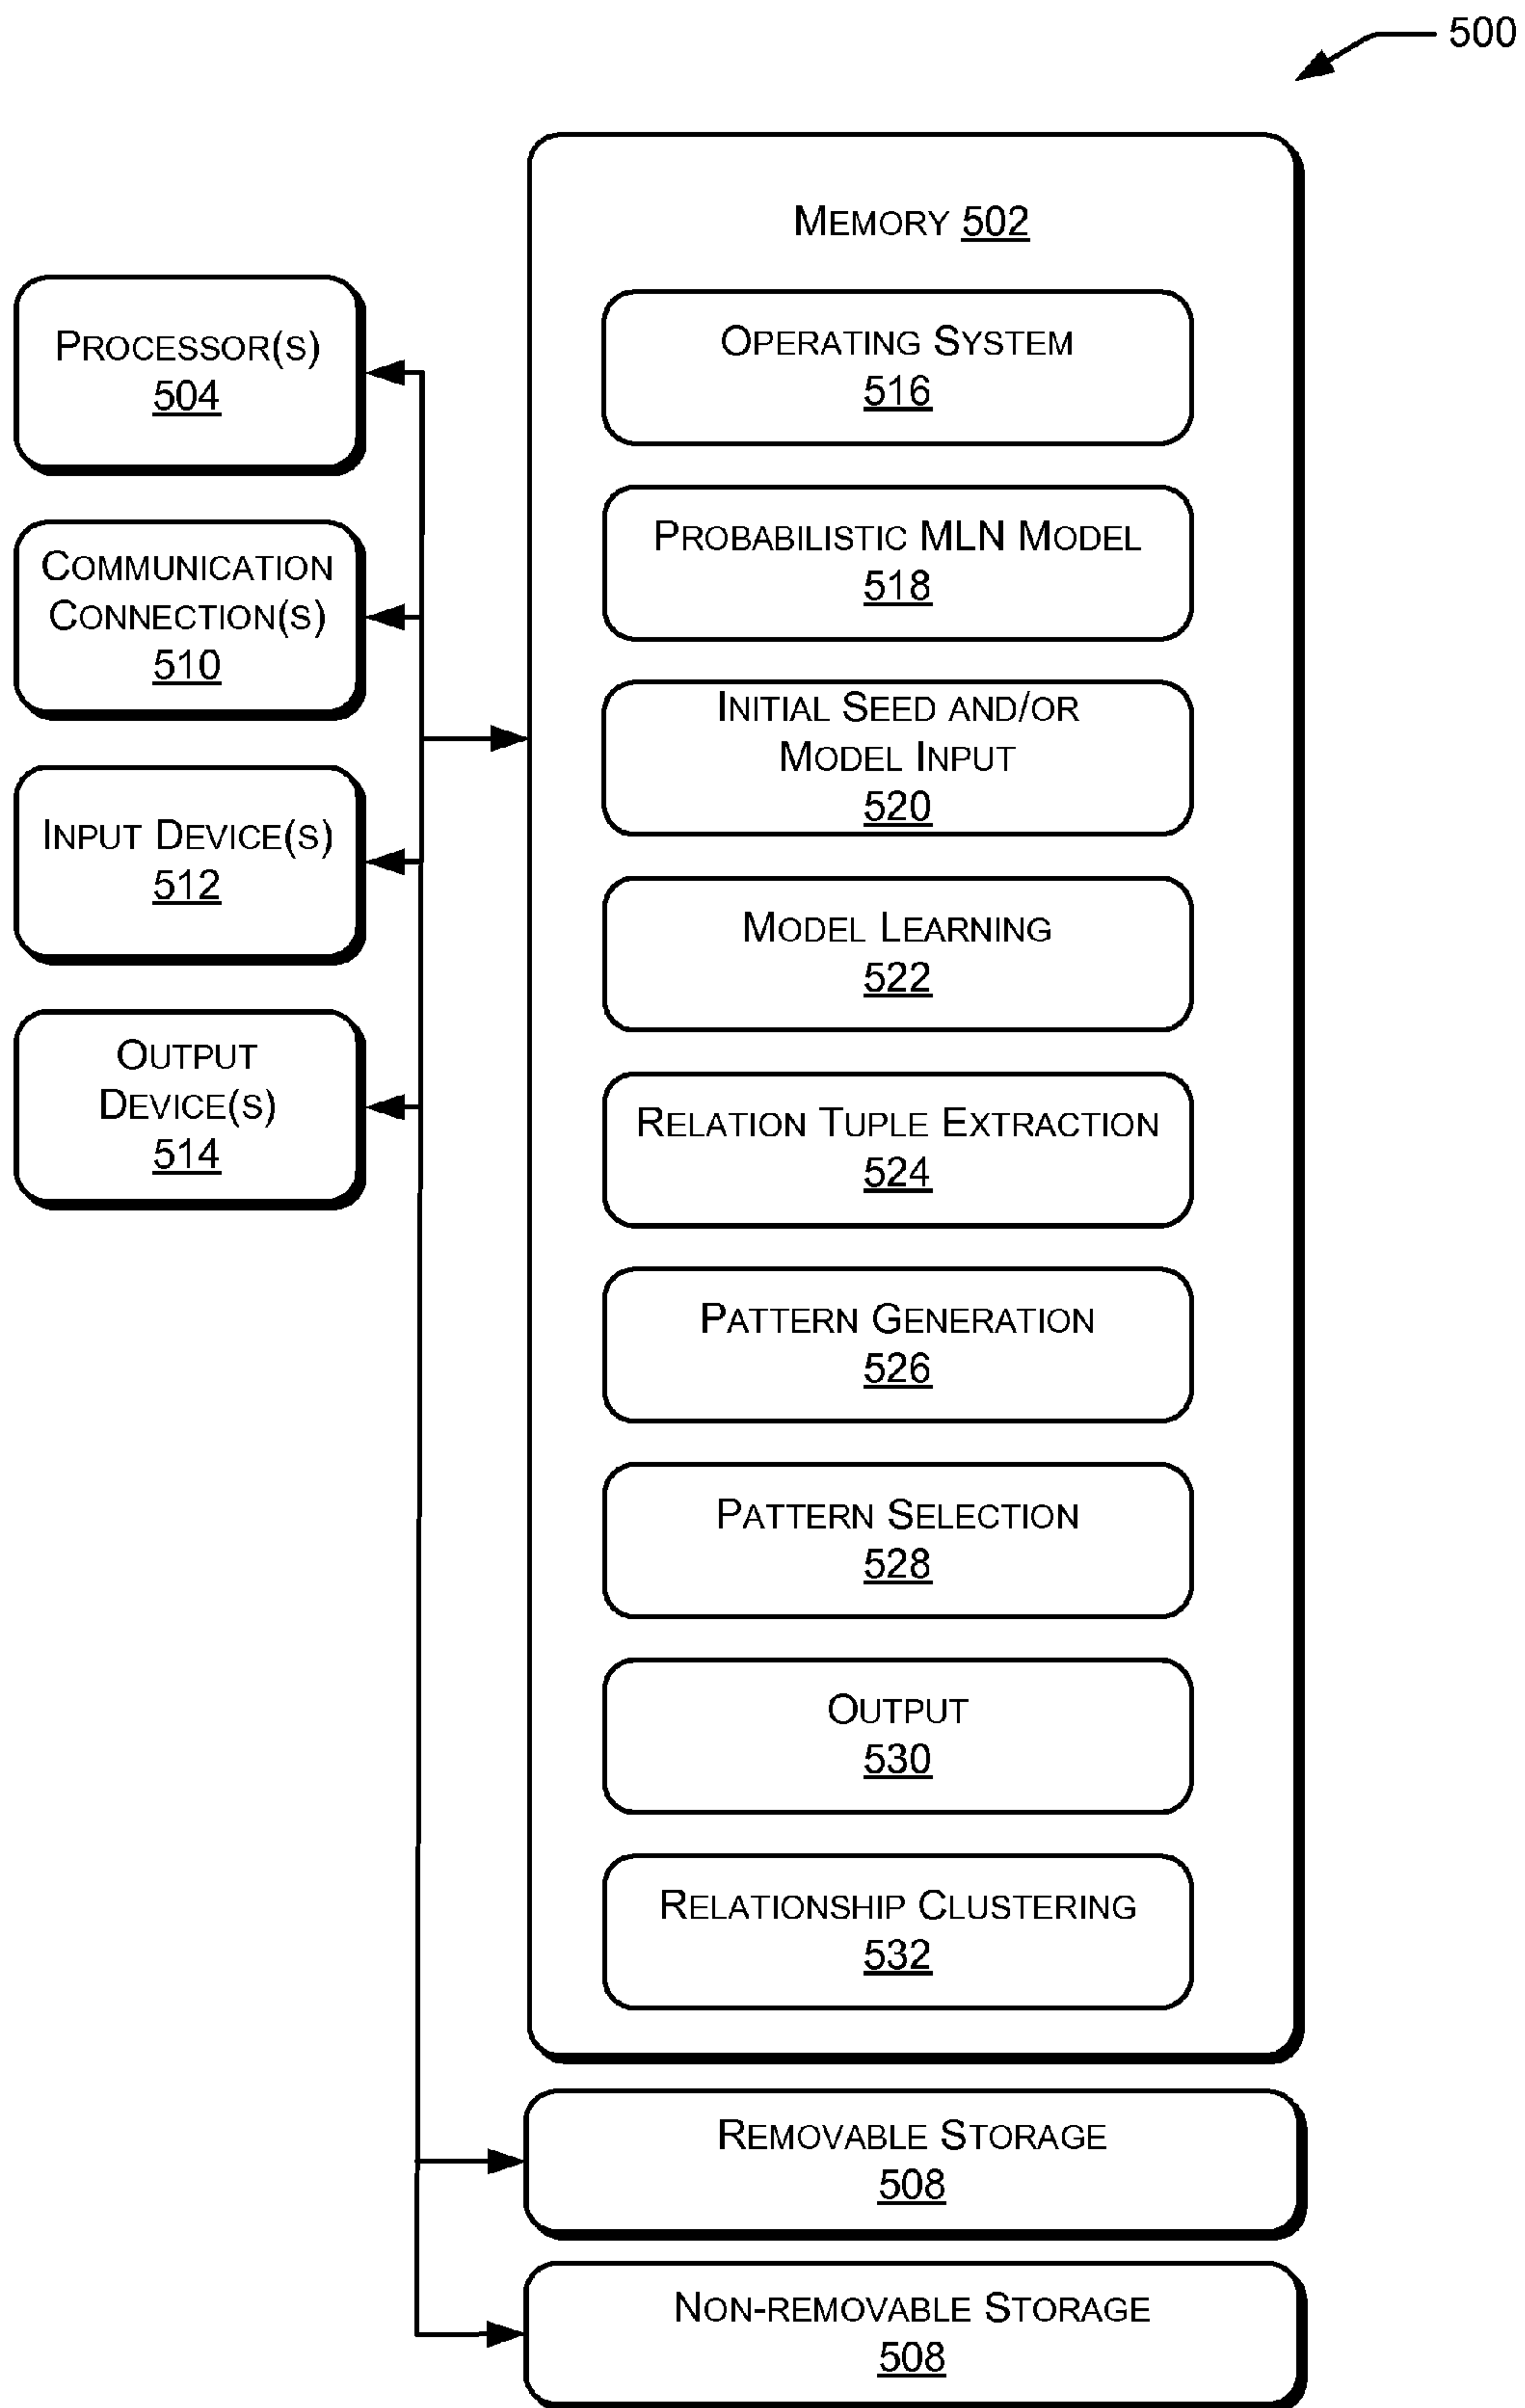 500
MEMORY 502
PROCESSOR(S)
504
COMMUNICATION
CONNECTION(S)
510
INPUT DEVICE(S)
512
OUTPUT
DEVICE(S)
514
OPERATING SYSTEM
516
PROBABILISTIC MLN MODEL
518
INITIAL SEED AND/OR
MODEL INPUT
520
MODEL LEARNING
522
RELATION TUPLE EXTRACTION
524
PATTERN GENERATION
526
PATTERN SELECTION
528
OUTPUT
530
RELATIONSHIP CLUSTERING
532
REMOVABLE STORAGE
508
NON-REMOVABLE STORAGE
508